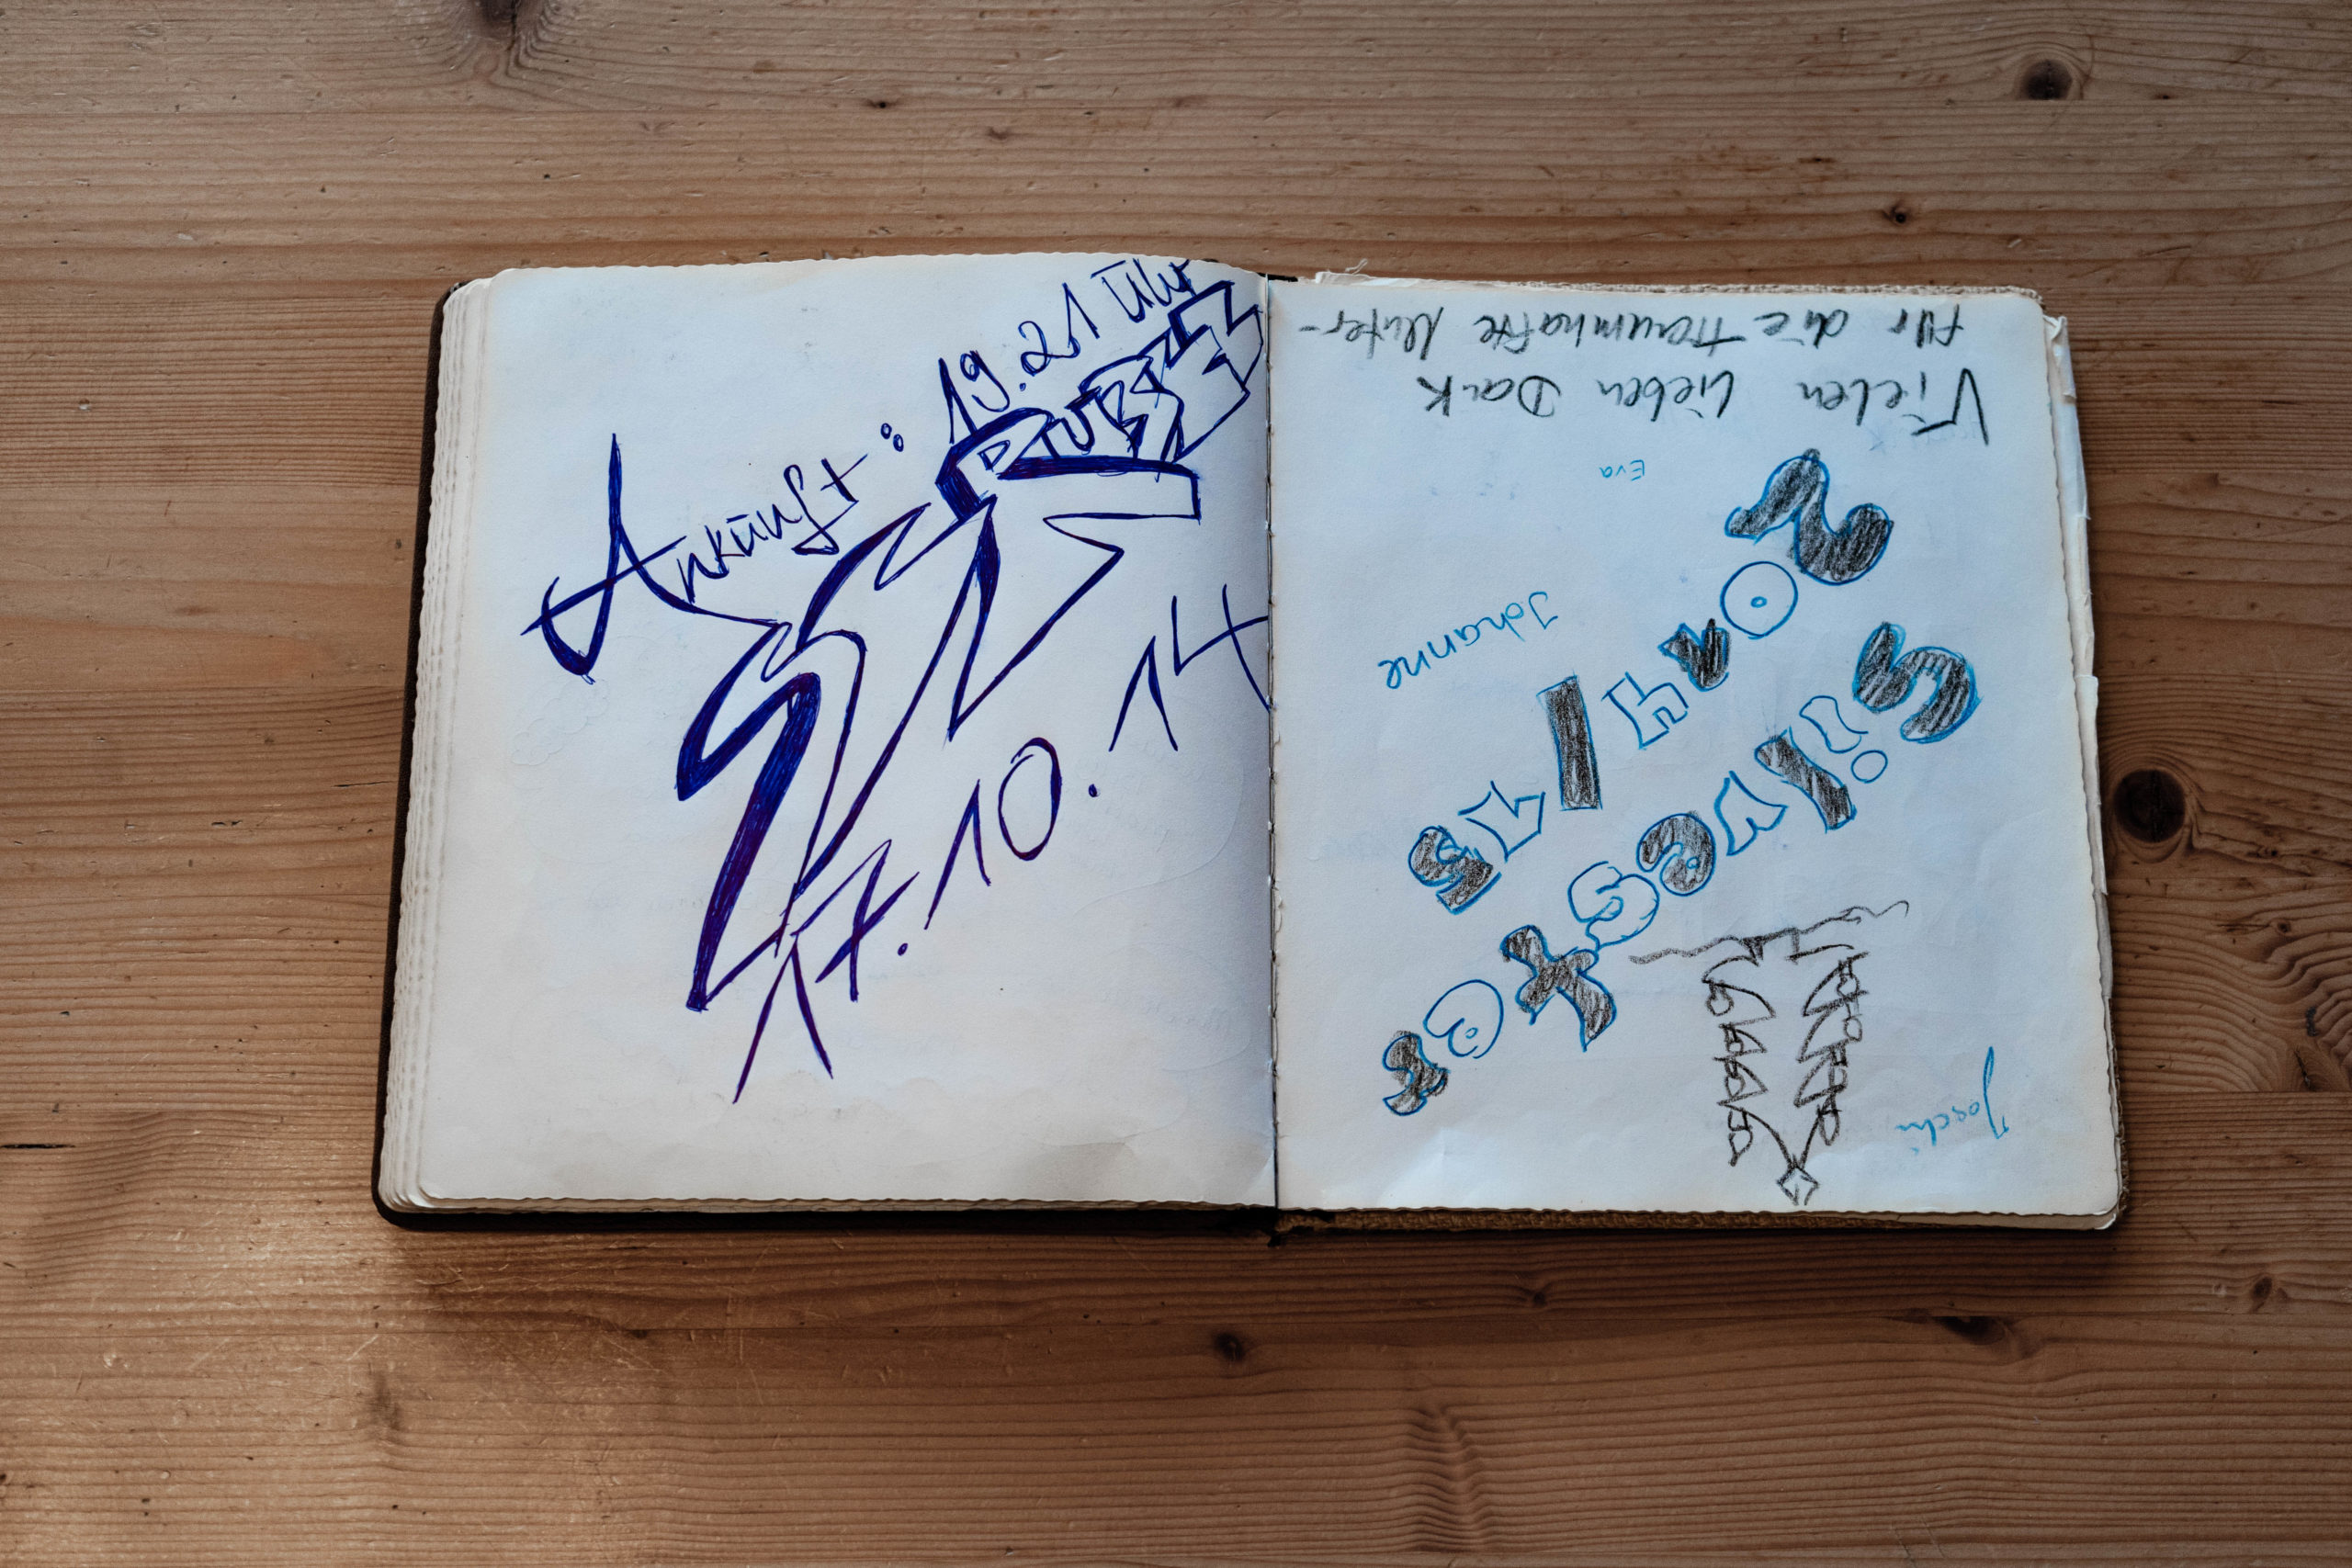 Ankunft : 19.21 Uhr
17.10.14
Joschi
Silvester
2014/15
Johanne
Eva
Vielen lieben Dank
für die traumhafte Unter-